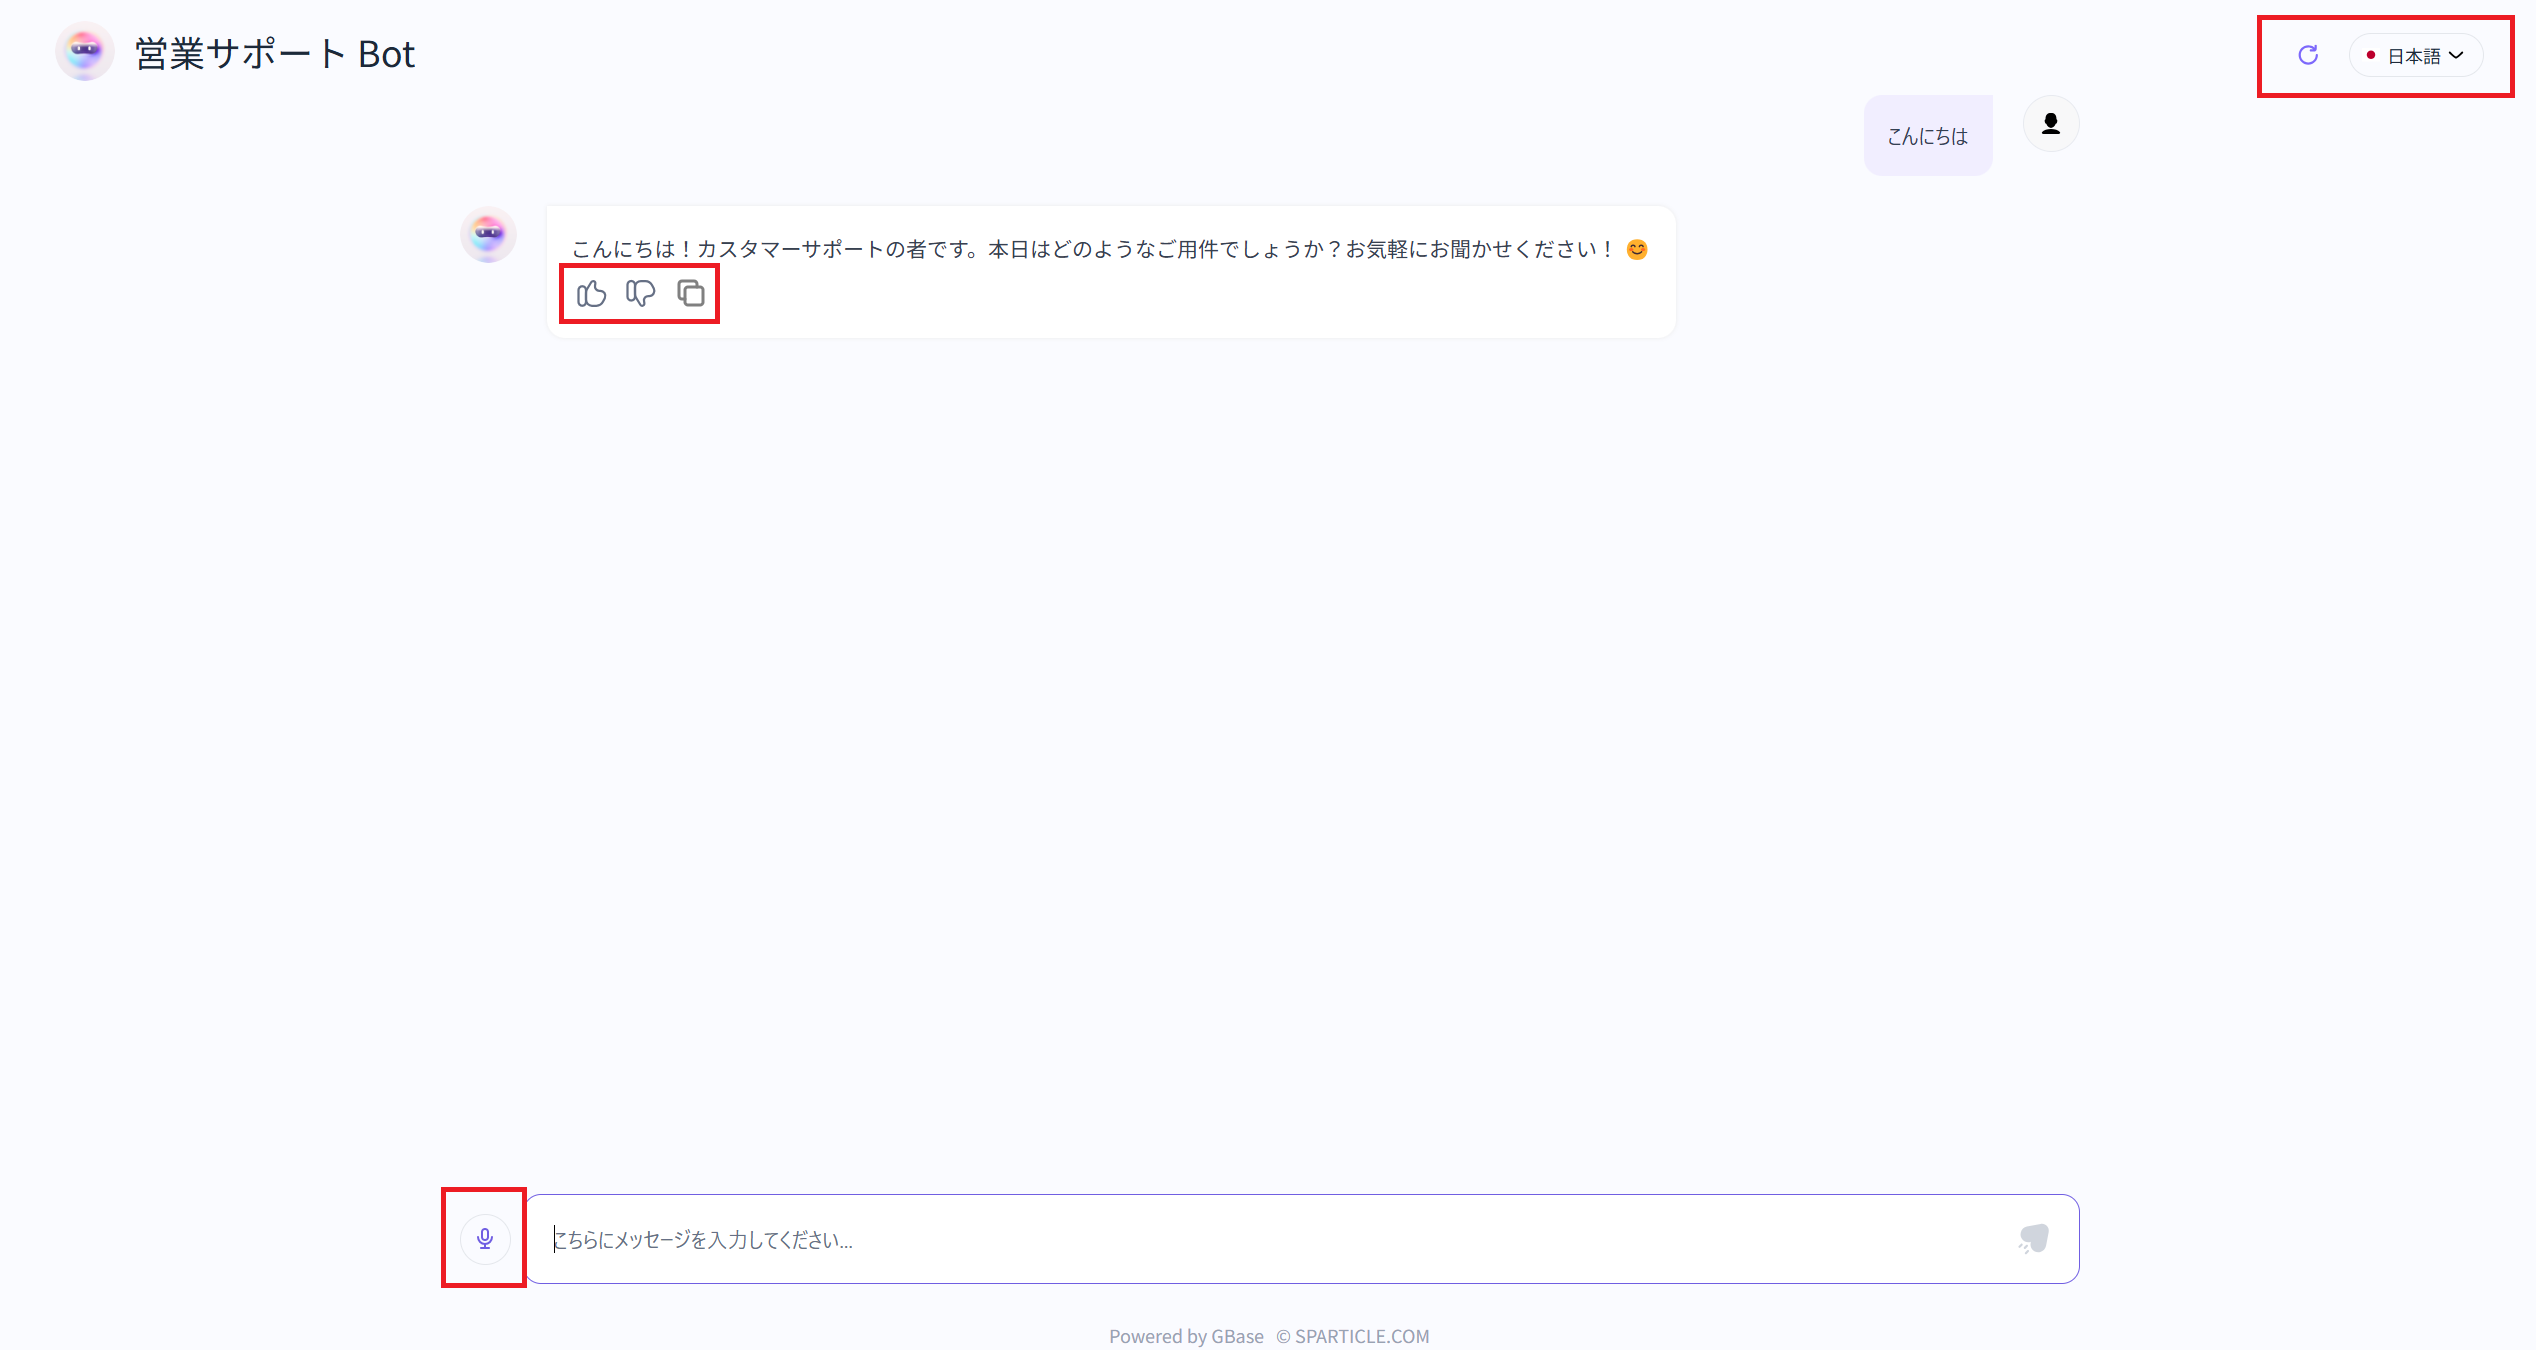 営業サポート Bot
日本語
こんにちは
こんにちは！カスタマーサポートの者です。本日はどのようなご用件でしょうか？お気軽にお聞かせください！ 😊
こちらにメッセージを入力してください...
Powered by GBase © SPARTICLE.COM